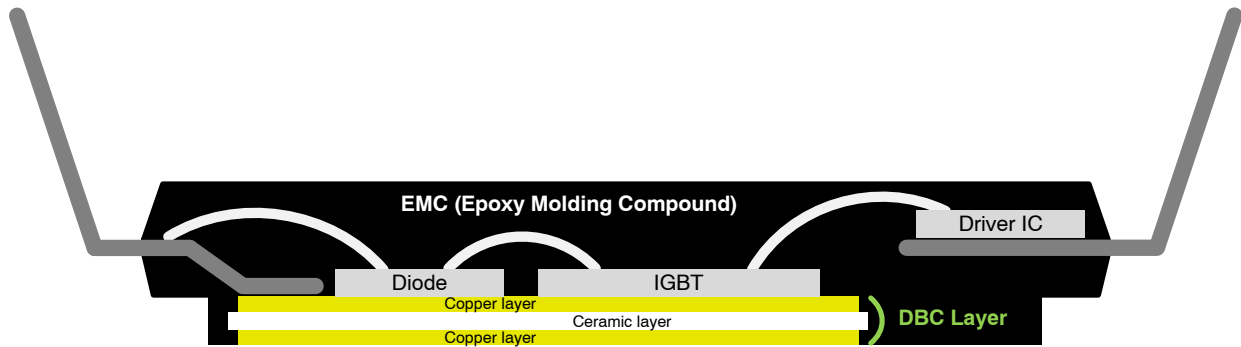 EMC (Epoxy Molding Compound)
Driver IC
Diode
IGBT
Copper layer
Ceramic layer
DBC Layer
Copper layer